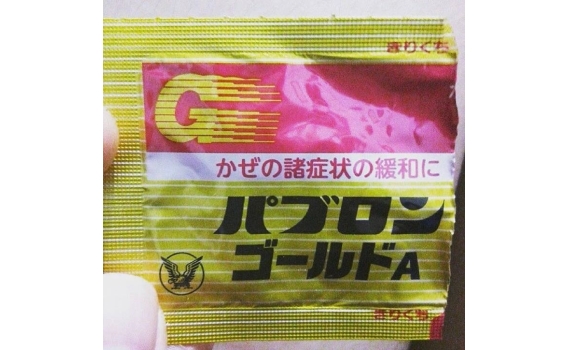 きりくち
G
かぜの諸症状の緩和に
パブロン
ゴールドA
きりくち